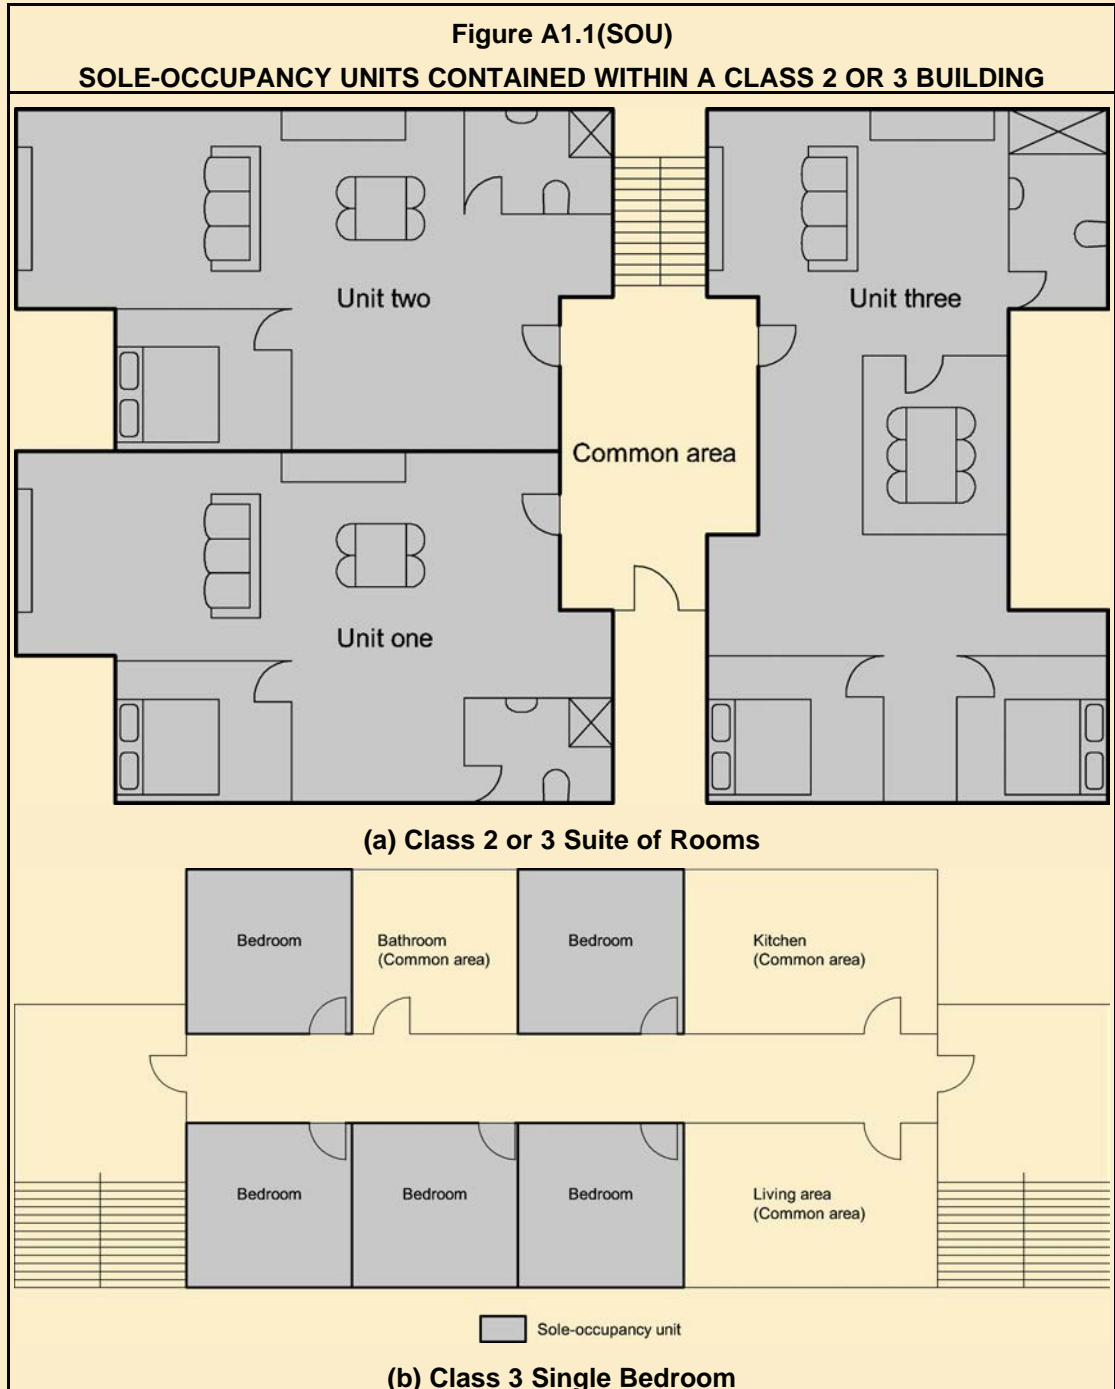 Figure A1.1(SOU)
SOLE-OCCUPANCY UNITS CONTAINED WITHIN A CLASS 2 OR 3 BUILDING
Unit two
Unit three
Common area
Unit one
(a) Class 2 or 3 Suite of Rooms
Bedroom
Bathroom
(Common area)
Bedroom
Kitchen
(Common area)
Bedroom
Bedroom
Bedroom
Living area
(Common area)
Sole-occupancy unit
(b) Class 3 Single Bedroom